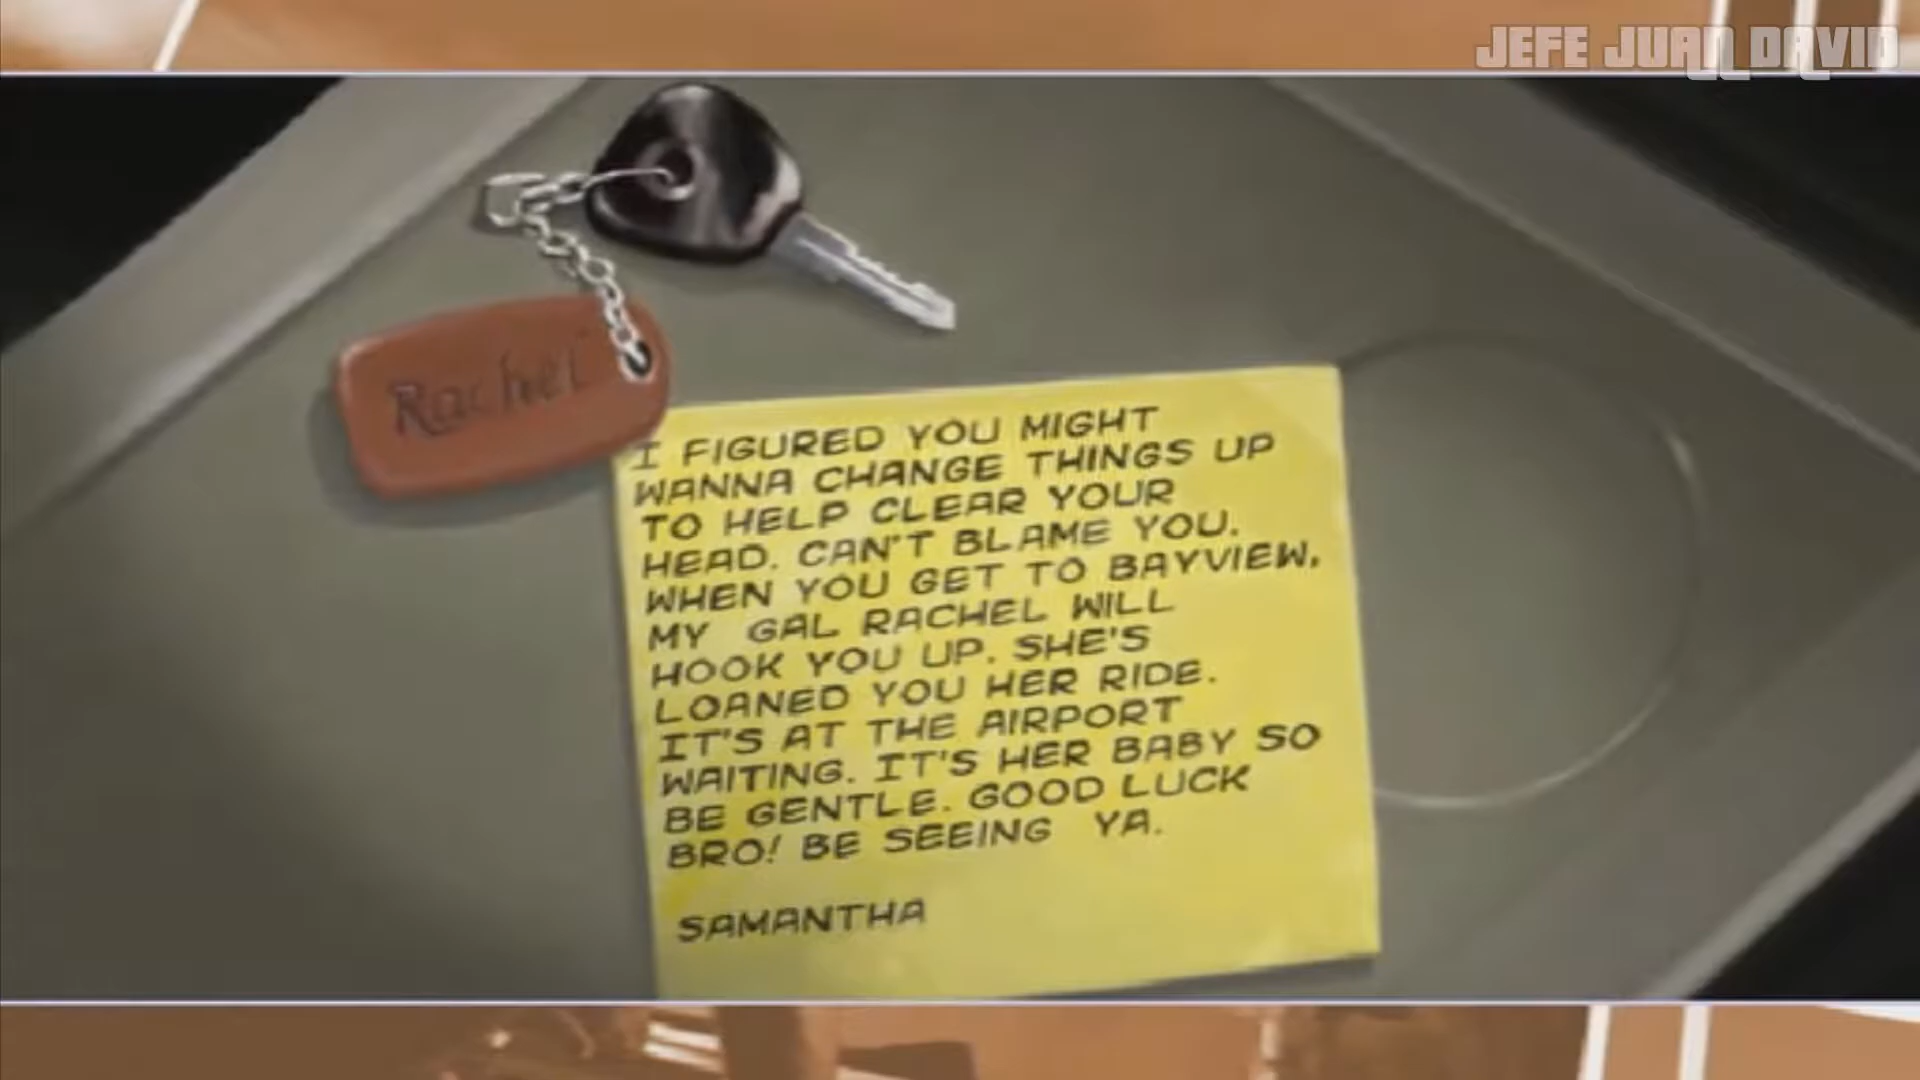 JEFE JUAN DAVID
Rachel
I FIGURED YOU MIGHT
WANNA CHANGE THINGS UP
TO HELP CLEAR YOUR
HEAD. CAN'T BLAME YOU.
WHEN YOU GET TO BAYVIEW,
MY GAL RACHEL WILL
HOOK YOU UP. SHE'S
LOANED YOU HER RIDE.
IT'S AT THE AIRPORT
WAITING. IT'S HER BABY SO
BE GENTLE. GOOD LUCK
BRO! BE SEEING YA.
SAMANTHA